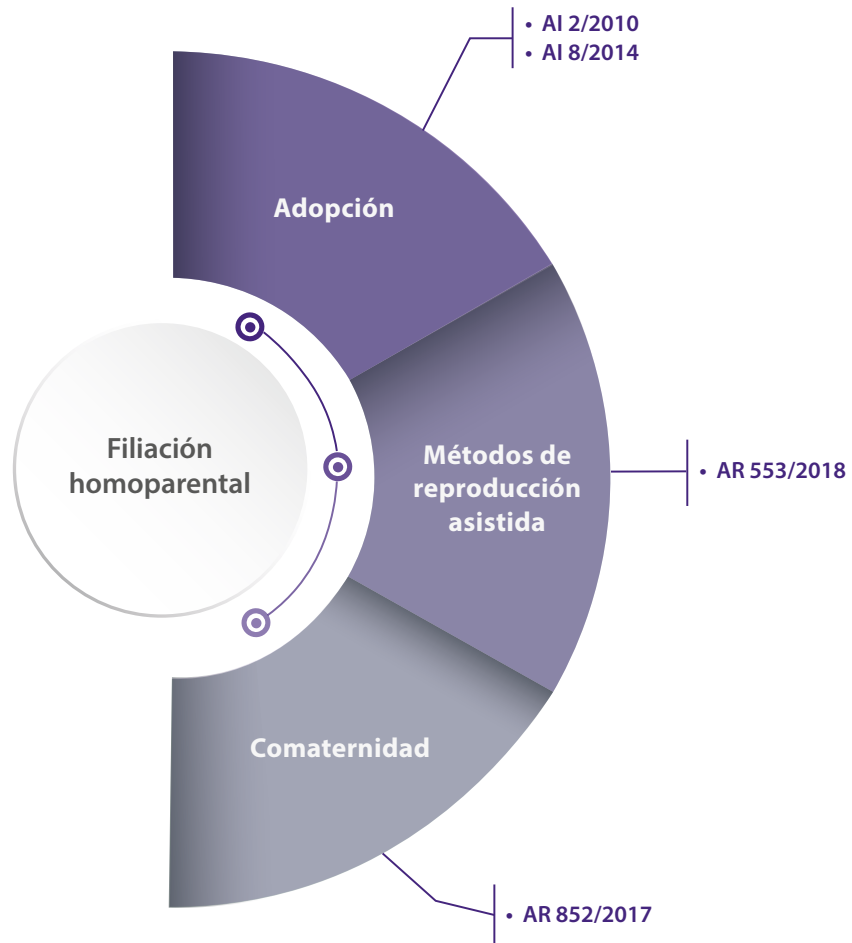 • AI 2/2010
• AI 8/2014
Adopción
Filiación
homoparental
Métodos de
reproducción
asistida
• AR 553/2018
Comaternidad
• AR 852/2017